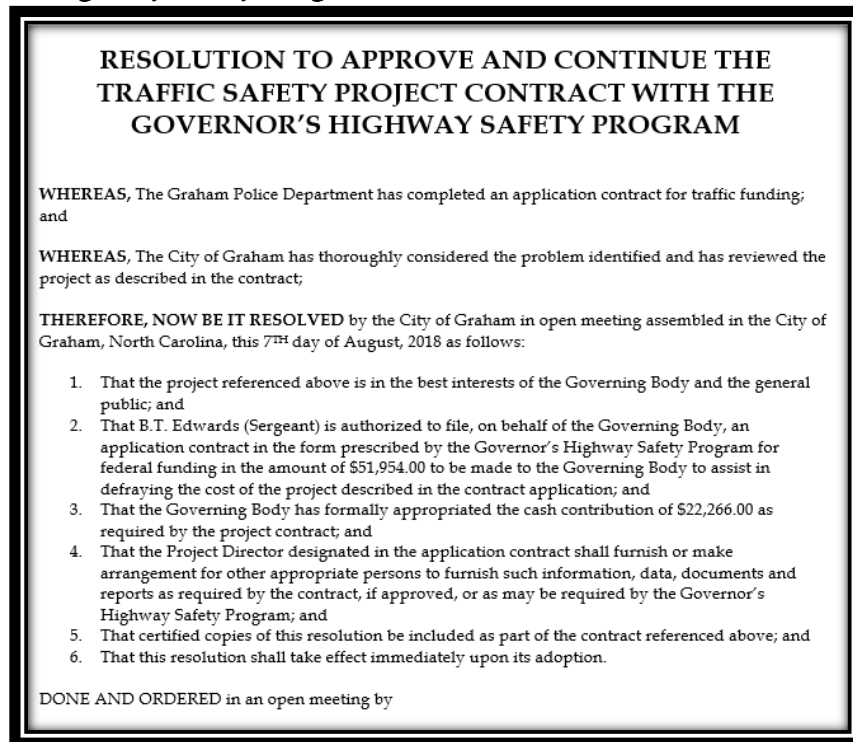 RESOLUTION TO APPROVE AND CONTINUE THE
TRAFFIC SAFETY PROJECT CONTRACT WITH THE
GOVERNOR'S HIGHWAY SAFETY PROGRAM
WHEREAS, The Graham Police Department has completed an application contract for traffic funding;
and
WHEREAS, The City of Graham has thoroughly considered the problem identified and has reviewed the
project as described in the contract;
THEREFORE, NOW BE IT RESOLVED by the City of Graham in open meeting assembled in the City of
Graham, North Carolina, this 7TH day of August, 2018 as follows:
1. That the project referenced above is in the best interests of the Governing Body and the general
public; and
2. That B.T. Edwards (Sergeant) is authorized to file, on behalf of the Governing Body, an
application contract in the form prescribed by the Governor's Highway Safety Program for
federal funding in the amount of $51,954.00 to be made to the Governing Body to assist in
defraying the cost of the project described in the contract application; and
3. That the Governing Body has formally appropriated the cash contribution of $22,266.00 as
required by the project contract; and
4. That the Project Director designated in the application contract shall furnish or make
arrangement for other appropriate persons to furnish such information, data, documents and
reports as required by the contract, if approved, or as may be required by the Governor's
Highway Safety Program; and
5. That certified copies of this resolution be included as part of the contract referenced above; and
6. That this resolution shall take effect immediately upon its adoption.
DONE AND ORDERED in an open meeting by